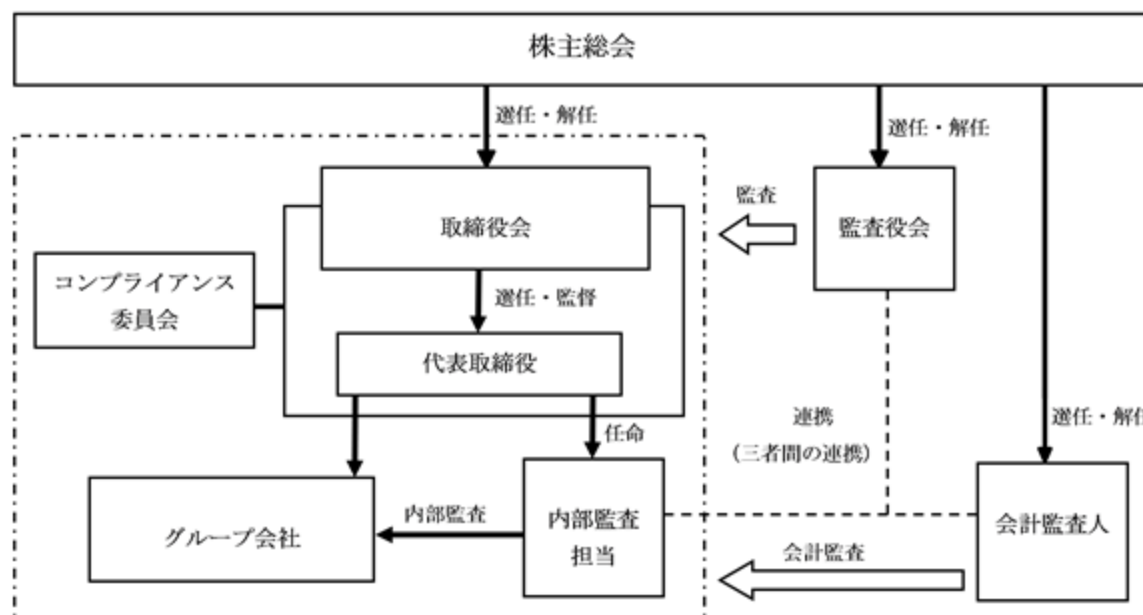 株主総会
選任・解任
選任・解任
監査
取締役会
監査役会
コンプライアンス
委員会
選任・監督
代表取締役
任命
連携
(三者間の連携)
選任・解任
内部監査
グループ会社
内部監査
担当
会計監査人
会計監査